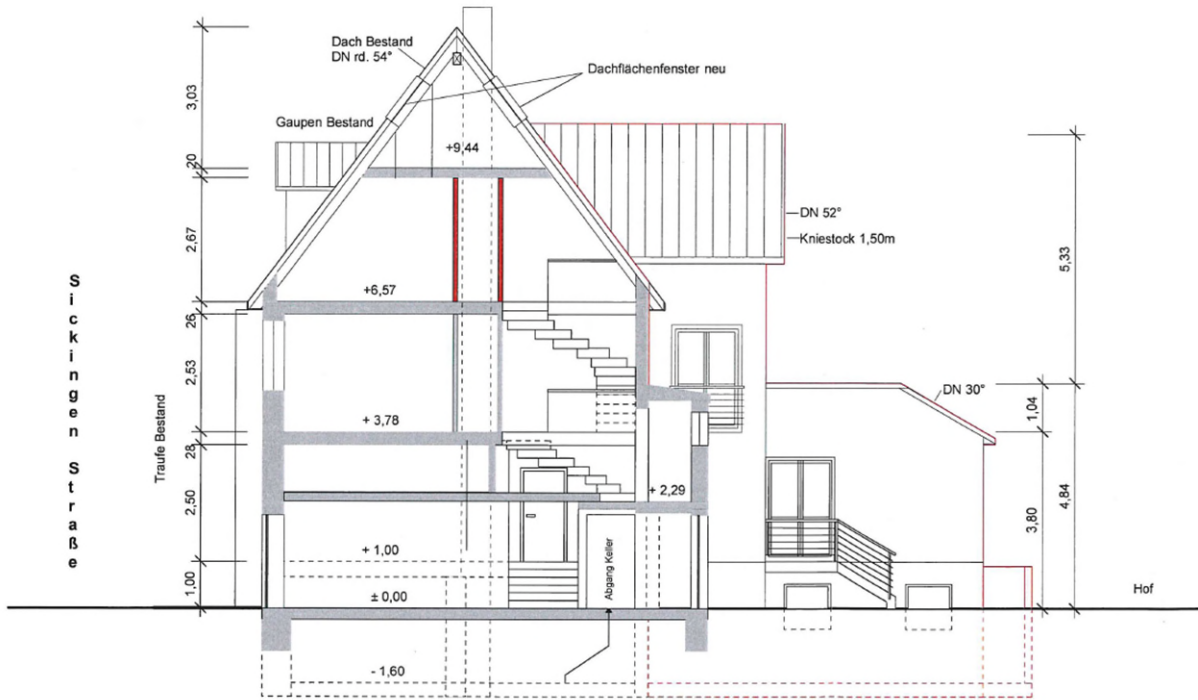 Dach Bestand
DN rd. 54°
Dachflächenfenster neu
Gaupen Bestand
+9,44
DN 52°
Kniestock 1,50m
+6,57
+ 3,78
DN 30°
+ 2,29
+ 1,00
± 0,00
Abgang Keller
- 1,60
Hof
Sickingen Straße
Traufe Bestand
3,03
20
2,67
26
2,53
28
2,50
1,00
5,33
1,04
4,84
3,80